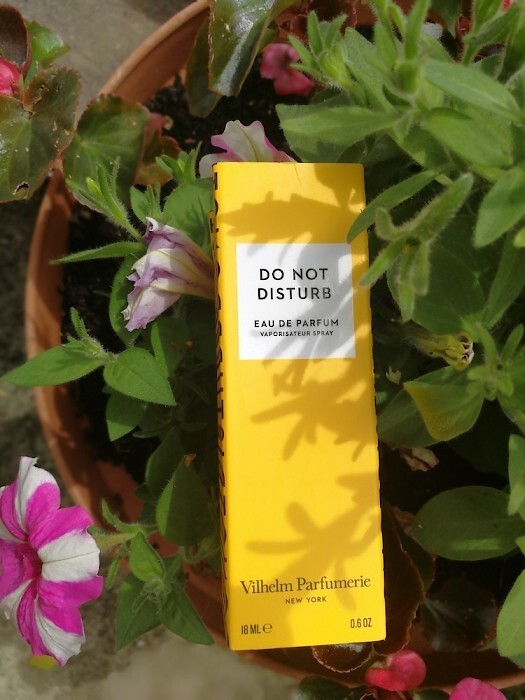 DO NOT
DISTURB
EAU DE PARFUM
VAPORISATEUR SPRAY
Vilhelm Parfumerie
NEW YORK
18 ML ℮ 0.6 OZ